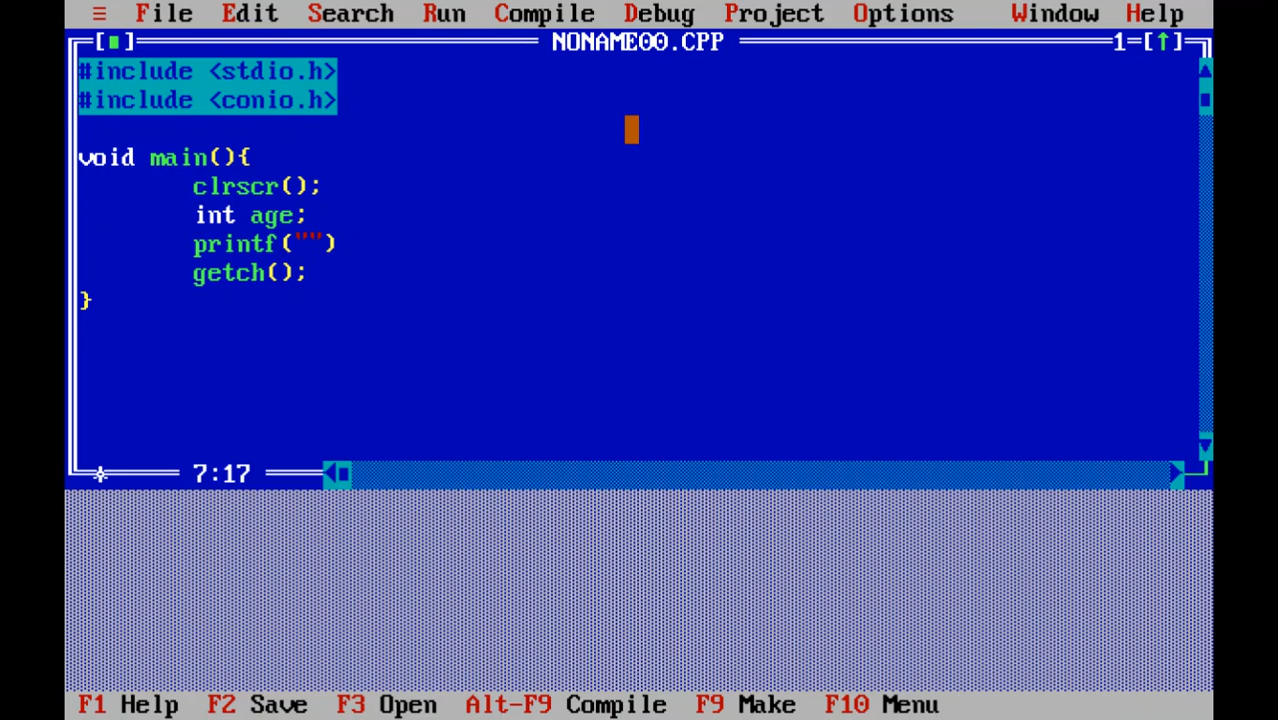 ≡ File Edit Search Run Compile Debug Project Options Window Help
[■] NONAME00.CPP 1=[↑]
#include <stdio.h>
#include <conio.h>
void main(){
clrscr();
int age;
printf("")
getch();
}
7:17
F1 Help F2 Save F3 Open Alt-F9 Compile F9 Make F10 Menu